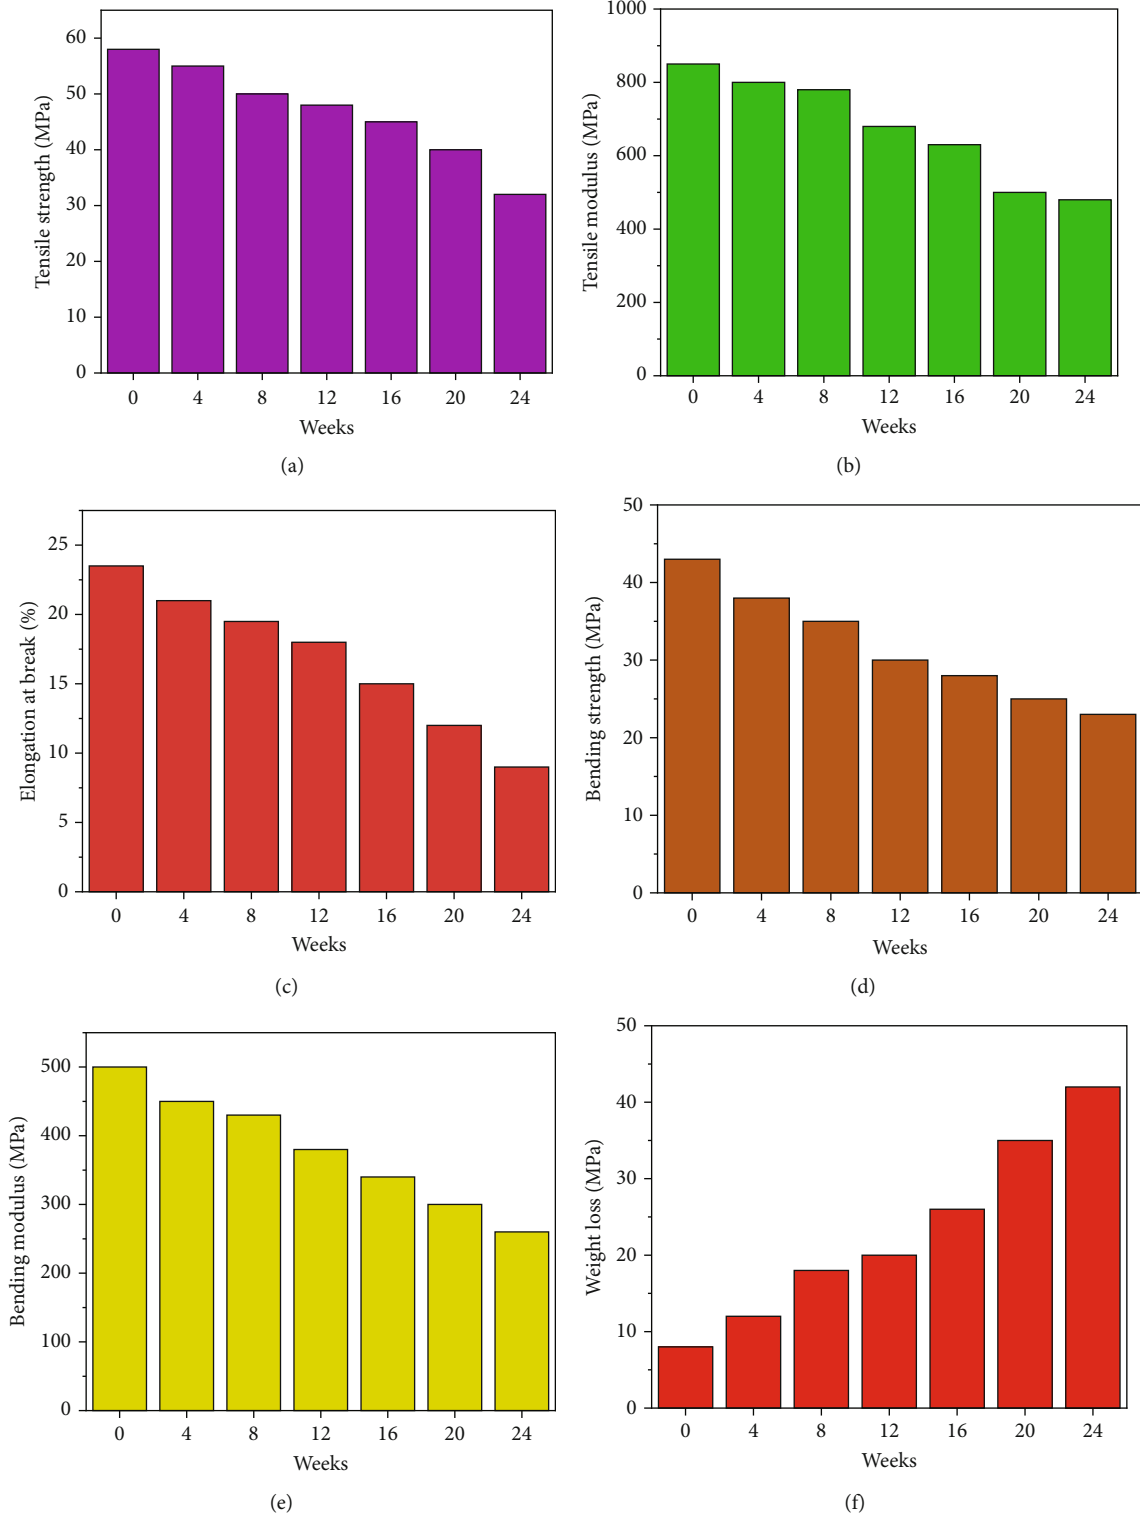 Tensile strength (MPa)
60
50
40
30
20
10
0
0 4 8 12 16 20 24
Weeks
(a)
Tensile modulus (MPa)
1000
800
600
400
200
0
0 4 8 12 16 20 24
Weeks
(b)
Elongation at break (%)
25
20
15
10
5
0
0 4 8 12 16 20 24
Weeks
(c)
Bending strength (MPa)
50
40
30
20
10
0
0 4 8 12 16 20 24
Weeks
(d)
Bending modulus (MPa)
500
400
300
200
100
0
0 4 8 12 16 20 24
Weeks
(e)
Weight loss (MPa)
50
40
30
20
10
0
0 4 8 12 16 20 24
Weeks
(f)